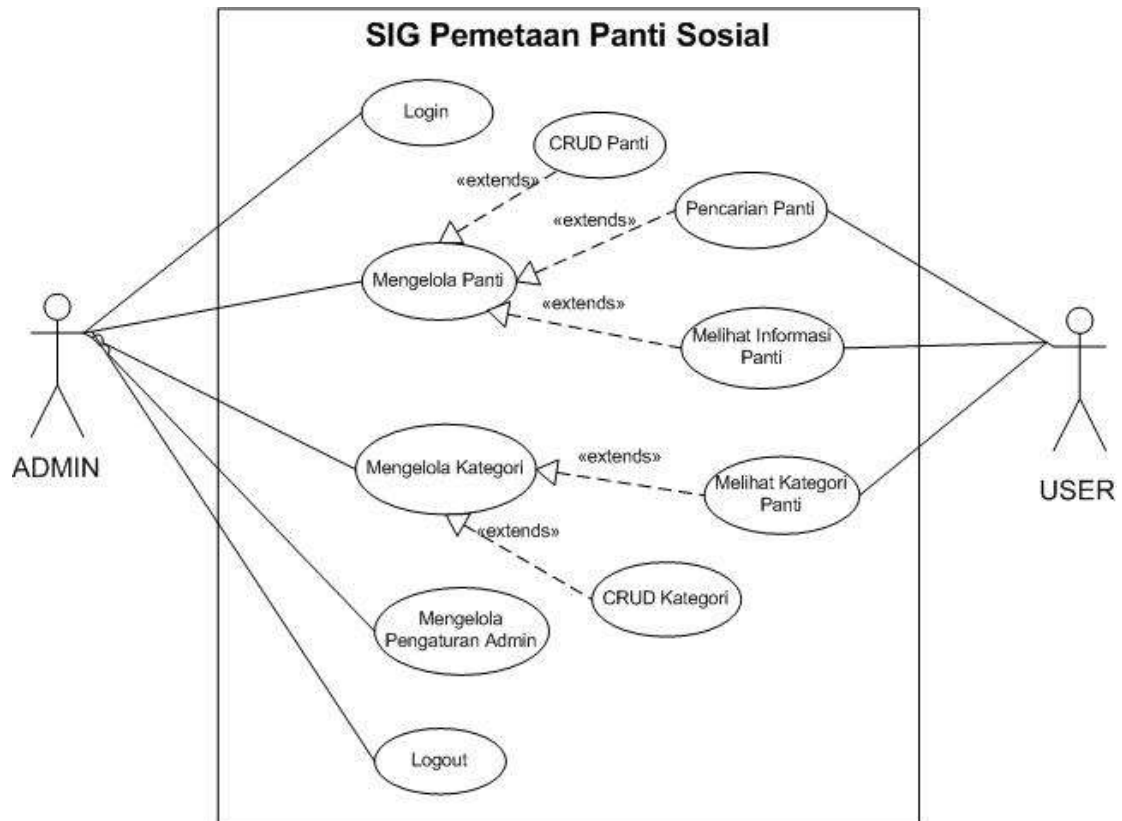 SIG Pemetaan Panti Sosial
Login
CRUD Panti
«extends»
Pencarian Panti
«extends»
Mengelola Panti
«extends»
Melihat Informasi
Panti
ADMIN
USER
Mengelola Kategori
«extends»
Melihat Kategori
Panti
«extends»
CRUD Kategori
Mengelola
Pengaturan Admin
Logout